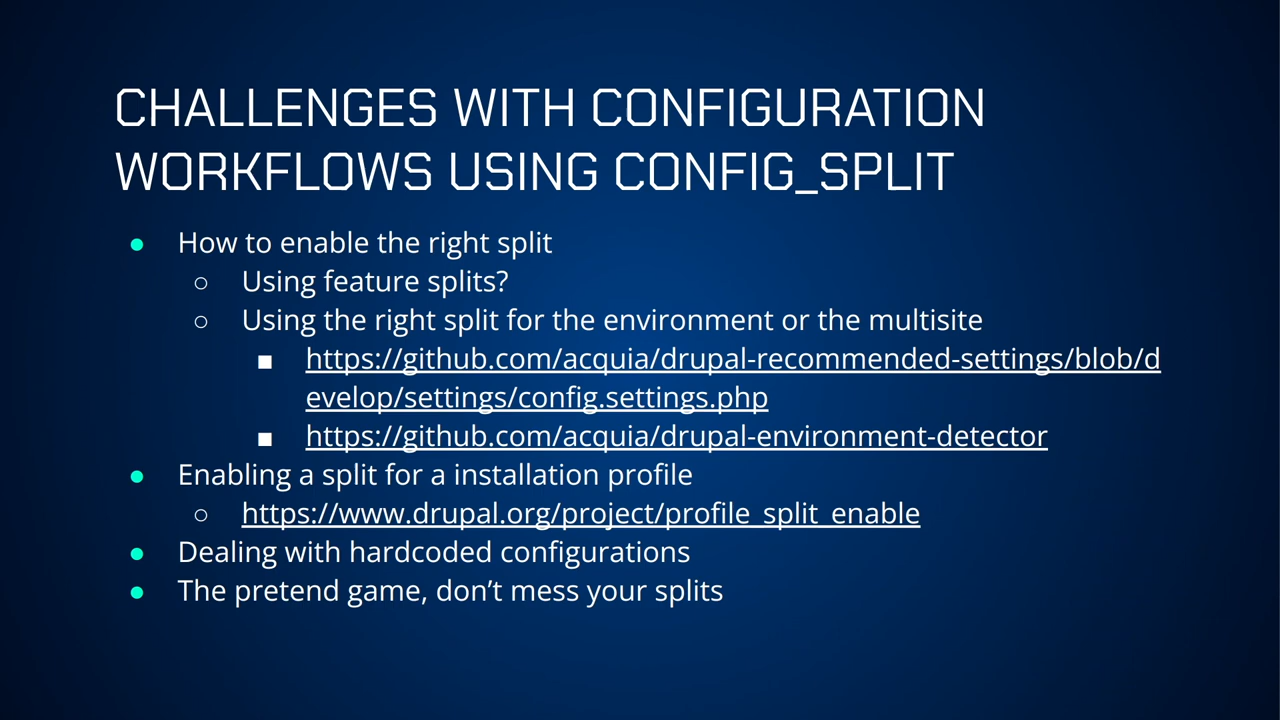 CHALLENGES WITH CONFIGURATION
WORKFLOWS USING CONFIG_SPLIT
● How to enable the right split
○ Using feature splits?
○ Using the right split for the environment or the multisite
■ https://github.com/acquia/drupal-recommended-settings/blob/d
evelop/settings/config.settings.php
■ https://github.com/acquia/drupal-environment-detector
● Enabling a split for a installation profile
○ https://www.drupal.org/project/profile_split_enable
● Dealing with hardcoded configurations
● The pretend game, don’t mess your splits